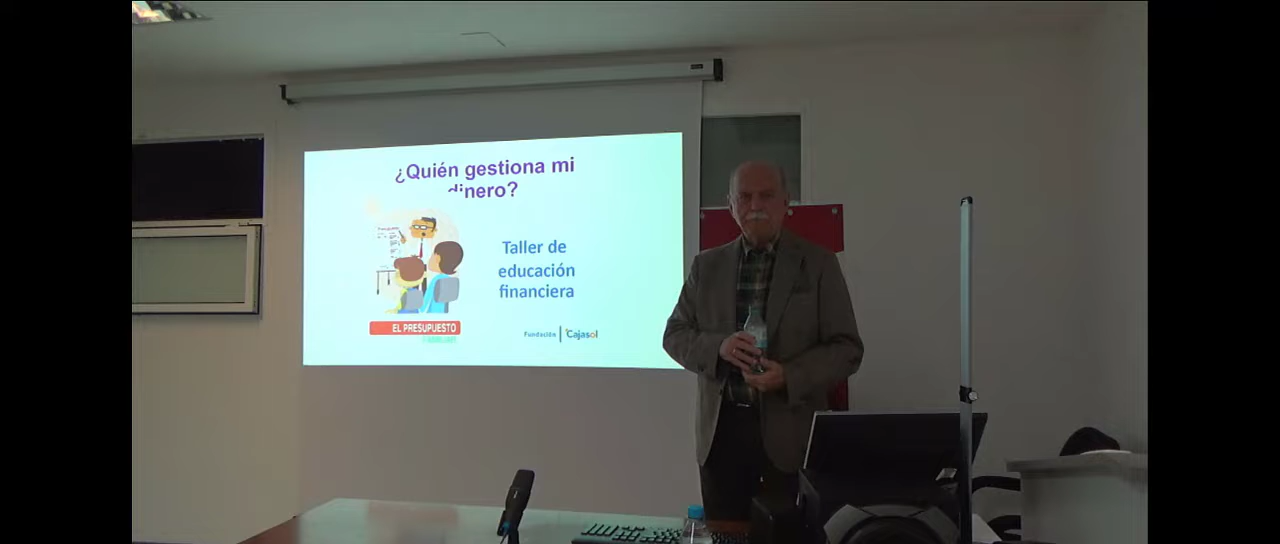 ¿Quién gestiona mi
dinero?
Taller de
educación
financiera
EL PRESUPUESTO
Fundación Cajasol